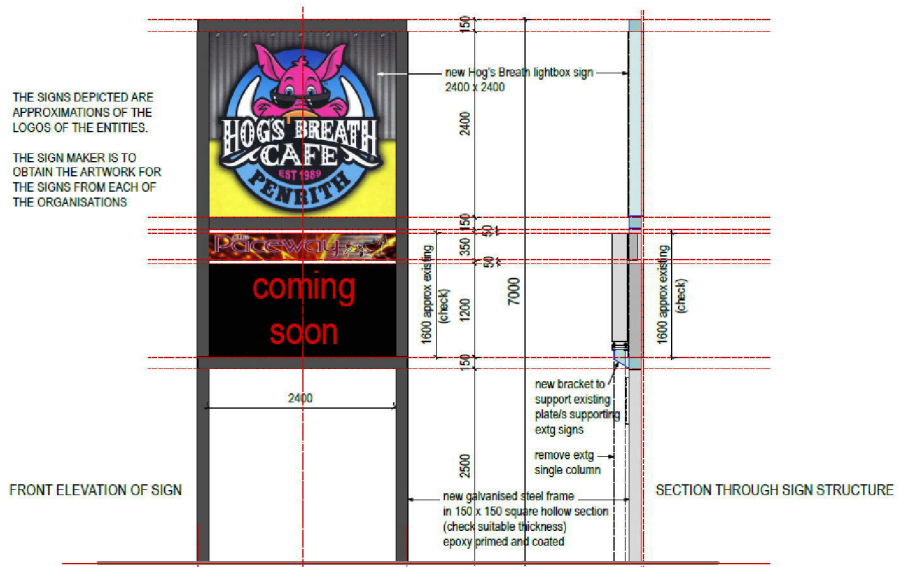 150
new Hog's Breath lightbox sign
2400 x 2400
2400
THE SIGNS DEPICTED ARE
APPROXIMATIONS OF THE
LOGOS OF THE ENTITIES.
THE SIGN MAKER IS TO
OBTAIN THE ARTWORK FOR
THE SIGNS FROM EACH OF
THE ORGANISATIONS
HOG'S BREATH
CAFE
EST 1989
PENRITH
150
50
350
50
Paceway
coming
soon
1600 approx existing
(check)
1200
7000
1600 approx existing
(check)
150
2400
new bracket to
support existing
plate/s supporting
extg signs
remove extg
single column
2500
FRONT ELEVATION OF SIGN
new galvanised steel frame
in 150 x 150 square hollow section
(check suitable thickness)
epoxy primed and coated
SECTION THROUGH SIGN STRUCTURE